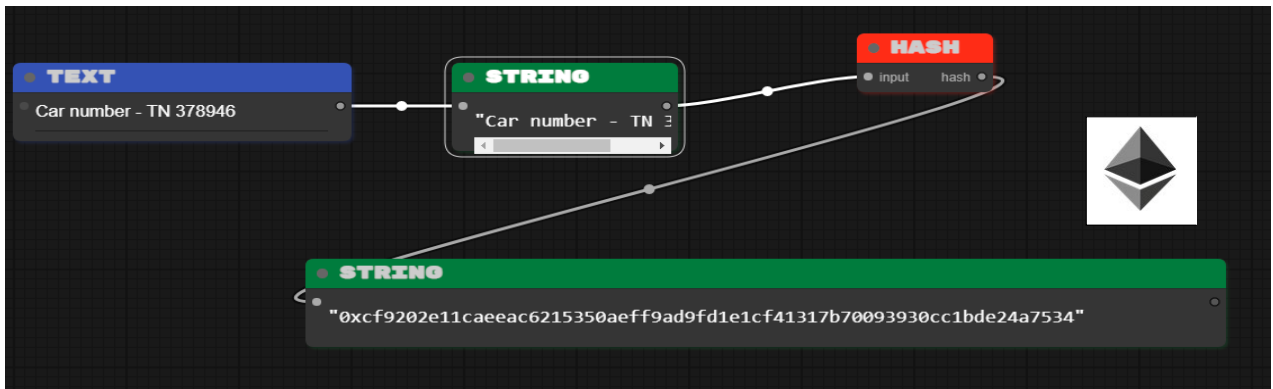 TEXT
Car number - TN 378946
STRING
"Car number - TN 3
HASH
input hash
STRING
"0xcf9202e11caeeac6215350aeff9ad9fd1e1cf41317b70093930cc1bde24a7534"